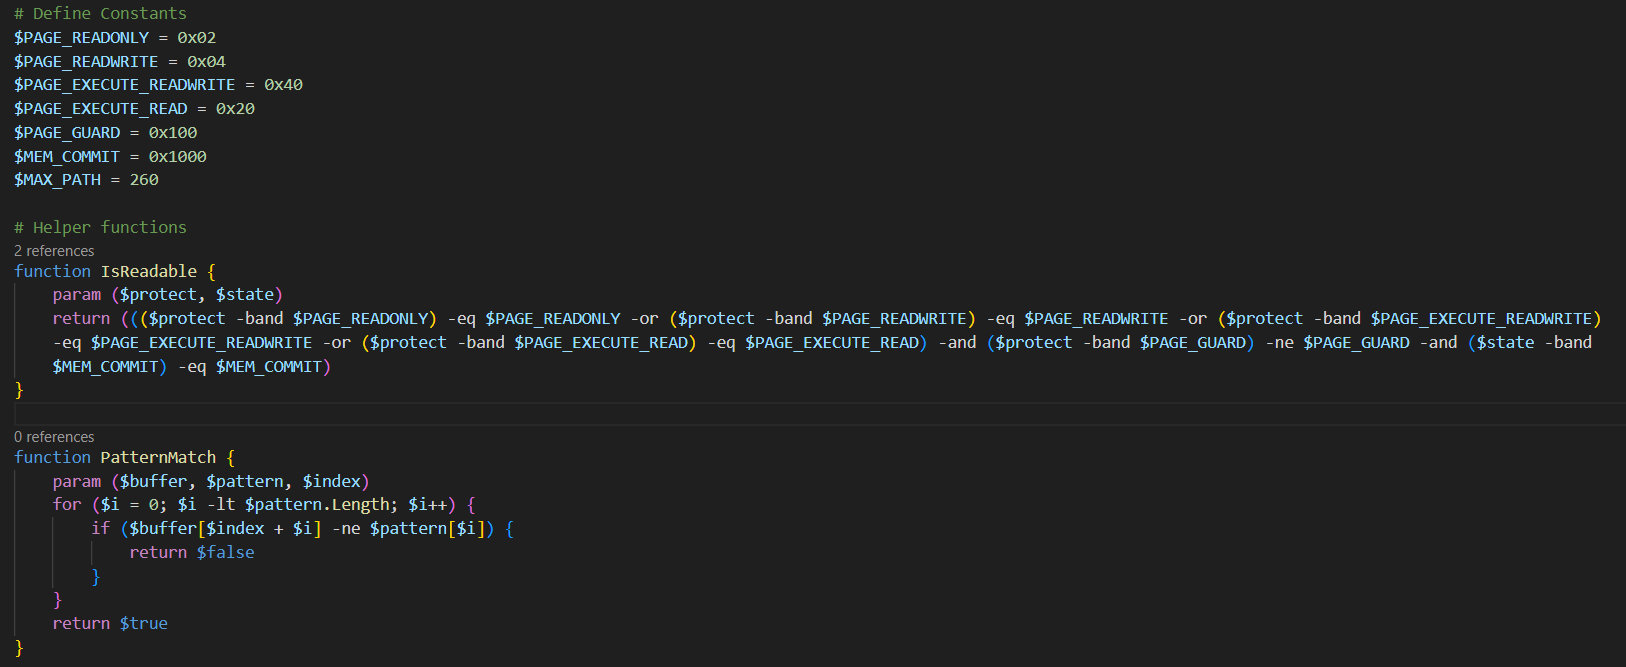 # Define Constants
$PAGE_READONLY = 0x02
$PAGE_READWRITE = 0x04
$PAGE_EXECUTE_READWRITE = 0x40
$PAGE_EXECUTE_READ = 0x20
$PAGE_GUARD = 0x100
$MEM_COMMIT = 0x1000
$MAX_PATH = 260
# Helper functions
2 references
function IsReadable {
param ($protect, $state)
return ((($protect -band $PAGE_READONLY) -eq $PAGE_READONLY -or ($protect -band $PAGE_READWRITE) -eq $PAGE_READWRITE -or ($protect -band $PAGE_EXECUTE_READWRITE)
-eq $PAGE_EXECUTE_READWRITE -or ($protect -band $PAGE_EXECUTE_READ) -eq $PAGE_EXECUTE_READ) -and ($protect -band $PAGE_GUARD) -ne $PAGE_GUARD -and ($state -band
$MEM_COMMIT) -eq $MEM_COMMIT)
}
0 references
function PatternMatch {
param ($buffer, $pattern, $index)
for ($i = 0; $i -lt $pattern.Length; $i++) {
if ($buffer[$index + $i] -ne $pattern[$i]) {
return $false
}
}
return $true
}